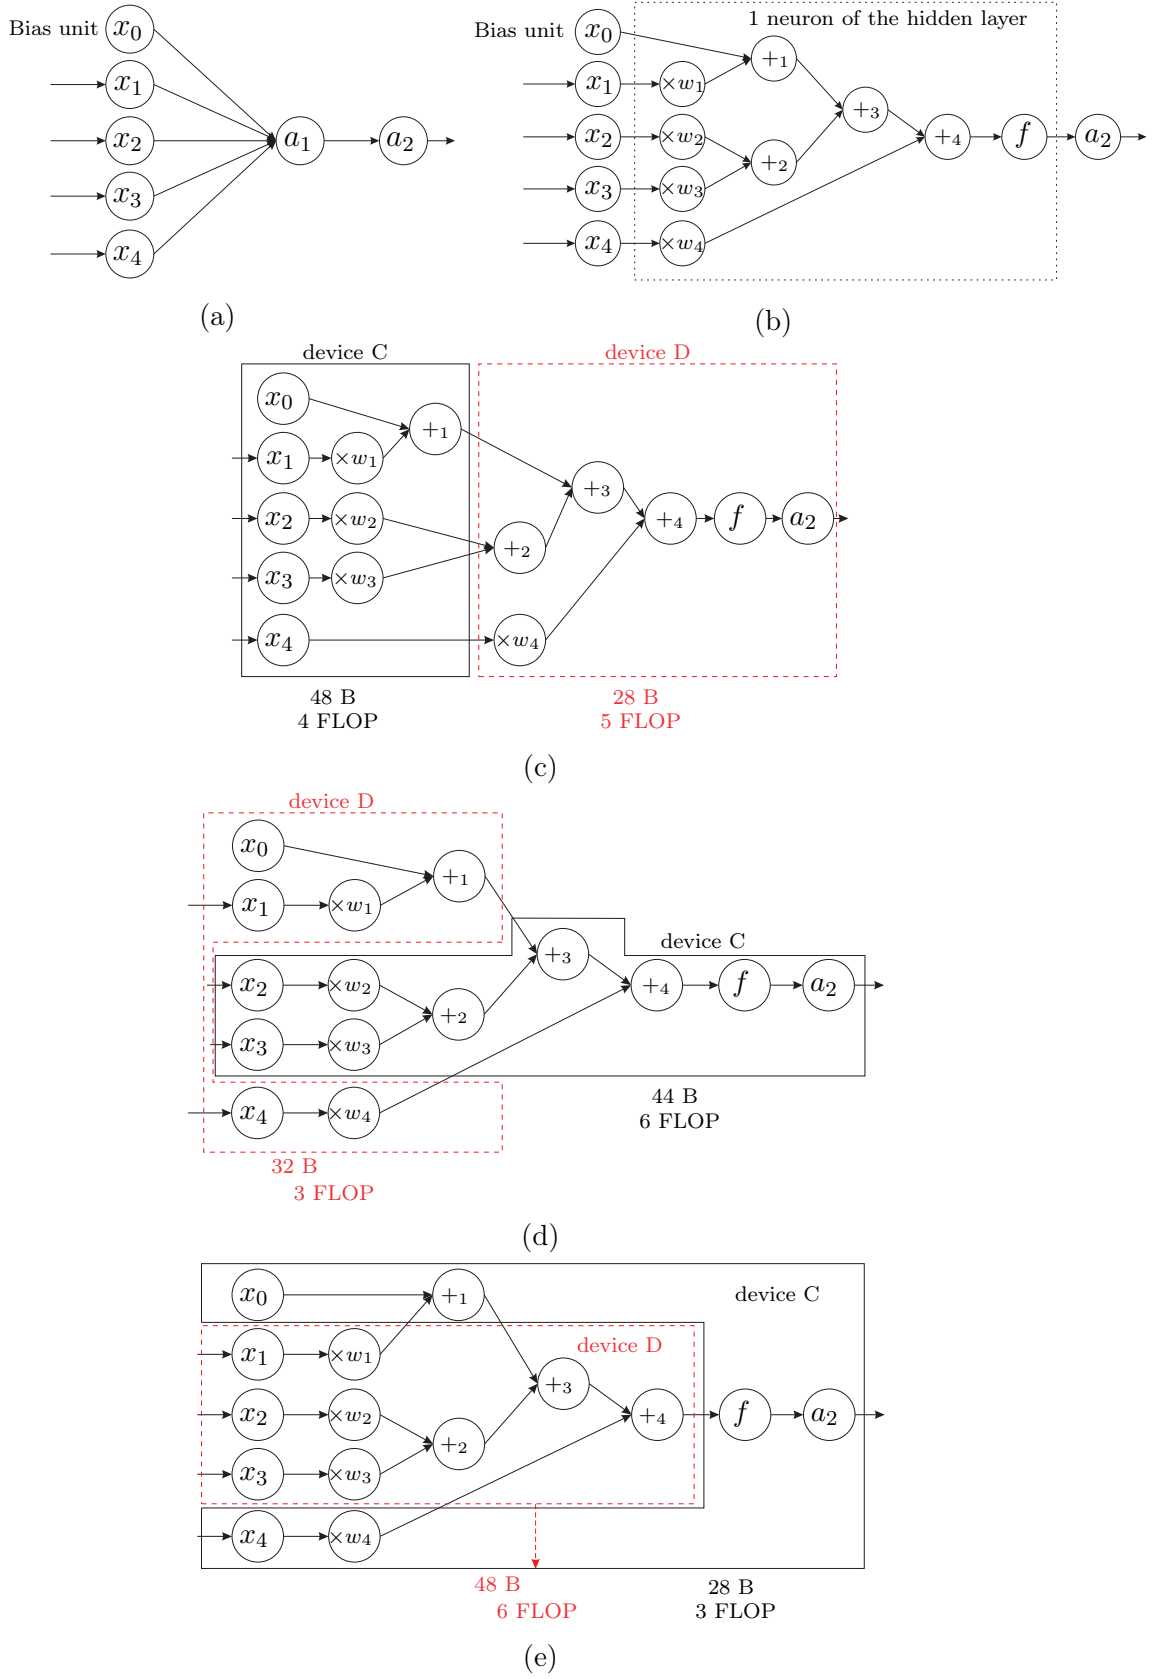 Bias unit x₀
x₁
x₂
x₃
x₄
a₁
a₂
(a)
1 neuron of the hidden layer
Bias unit x₀
x₁ ×w₁
x₂ ×w₂
x₃ ×w₃
x₄ ×w₄
+₁
+₂
+₃
+₄
f
a₂
(b)
device C
device D
x₀
x₁ ×w₁
x₂ ×w₂
x₃ ×w₃
x₄
+₁
+₂
×w₄
+₃
+₄
f
a₂
48 B
4 FLOP
28 B
5 FLOP
(c)
device D
x₀
x₁ ×w₁
+₁
device C
x₂ ×w₂
x₃ ×w₃
+₂
+₃
+₄
f
a₂
x₄ ×w₄
44 B
6 FLOP
32 B
3 FLOP
(d)
x₀
+₁
device C
x₁ ×w₁
device D
x₂ ×w₂
x₃ ×w₃
+₂
+₃
+₄
f
a₂
x₄ ×w₄
48 B
6 FLOP
28 B
3 FLOP
(e)